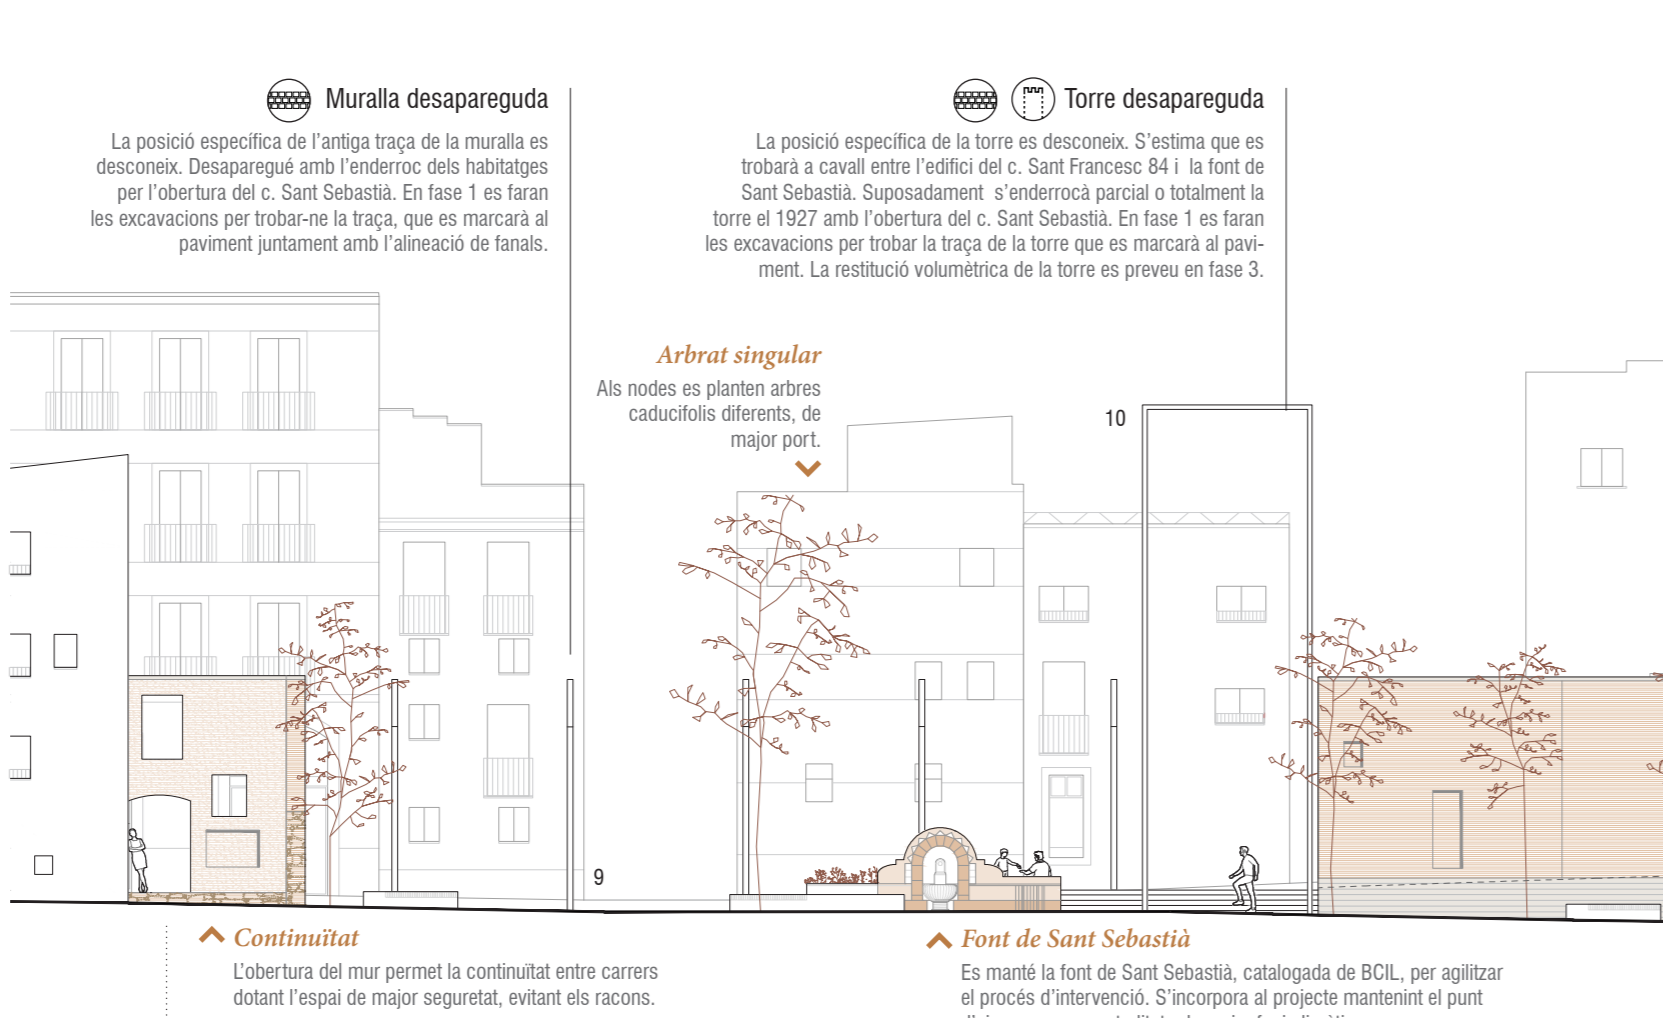 Muralla desapareguda
La posició específica de l'antiga traça de la muralla es
desconeix. Desaparegué amb l'enderroc dels habitatges
per l'obertura del c. Sant Sebastià. En fase 1 es faran
les excavacions per trobar-ne la traça, que es marcarà al
paviment juntament amb l'alineació de fanals.
Torre desapareguda
La posició específica de la torre es desconeix. S'estima que es
trobarà a cavall entre l'edifici del c. Sant Francesc 84 i la font de
Sant Sebastià. Suposadament s'enderrocà parcial o totalment la
torre el 1927 amb l'obertura del c. Sant Sebastià. En fase 1 es faran
les excavacions per trobar la traça de la torre que es marcarà al pavi-
ment. La restitució volumètrica de la torre es preveu en fase 3.
Arbrat singular
Als nodes es planten arbres
caducifolis diferents, de
major port.
10
9
Continuïtat
L'obertura del mur permet la continuïtat entre carrers
dotant l'espai de major seguretat, evitant els racons.
Font de Sant Sebastià
Es manté la font de Sant Sebastià, catalogada de BCIL, per agilitzar
el procés d'intervenció. S'incorpora al projecte mantenint el punt